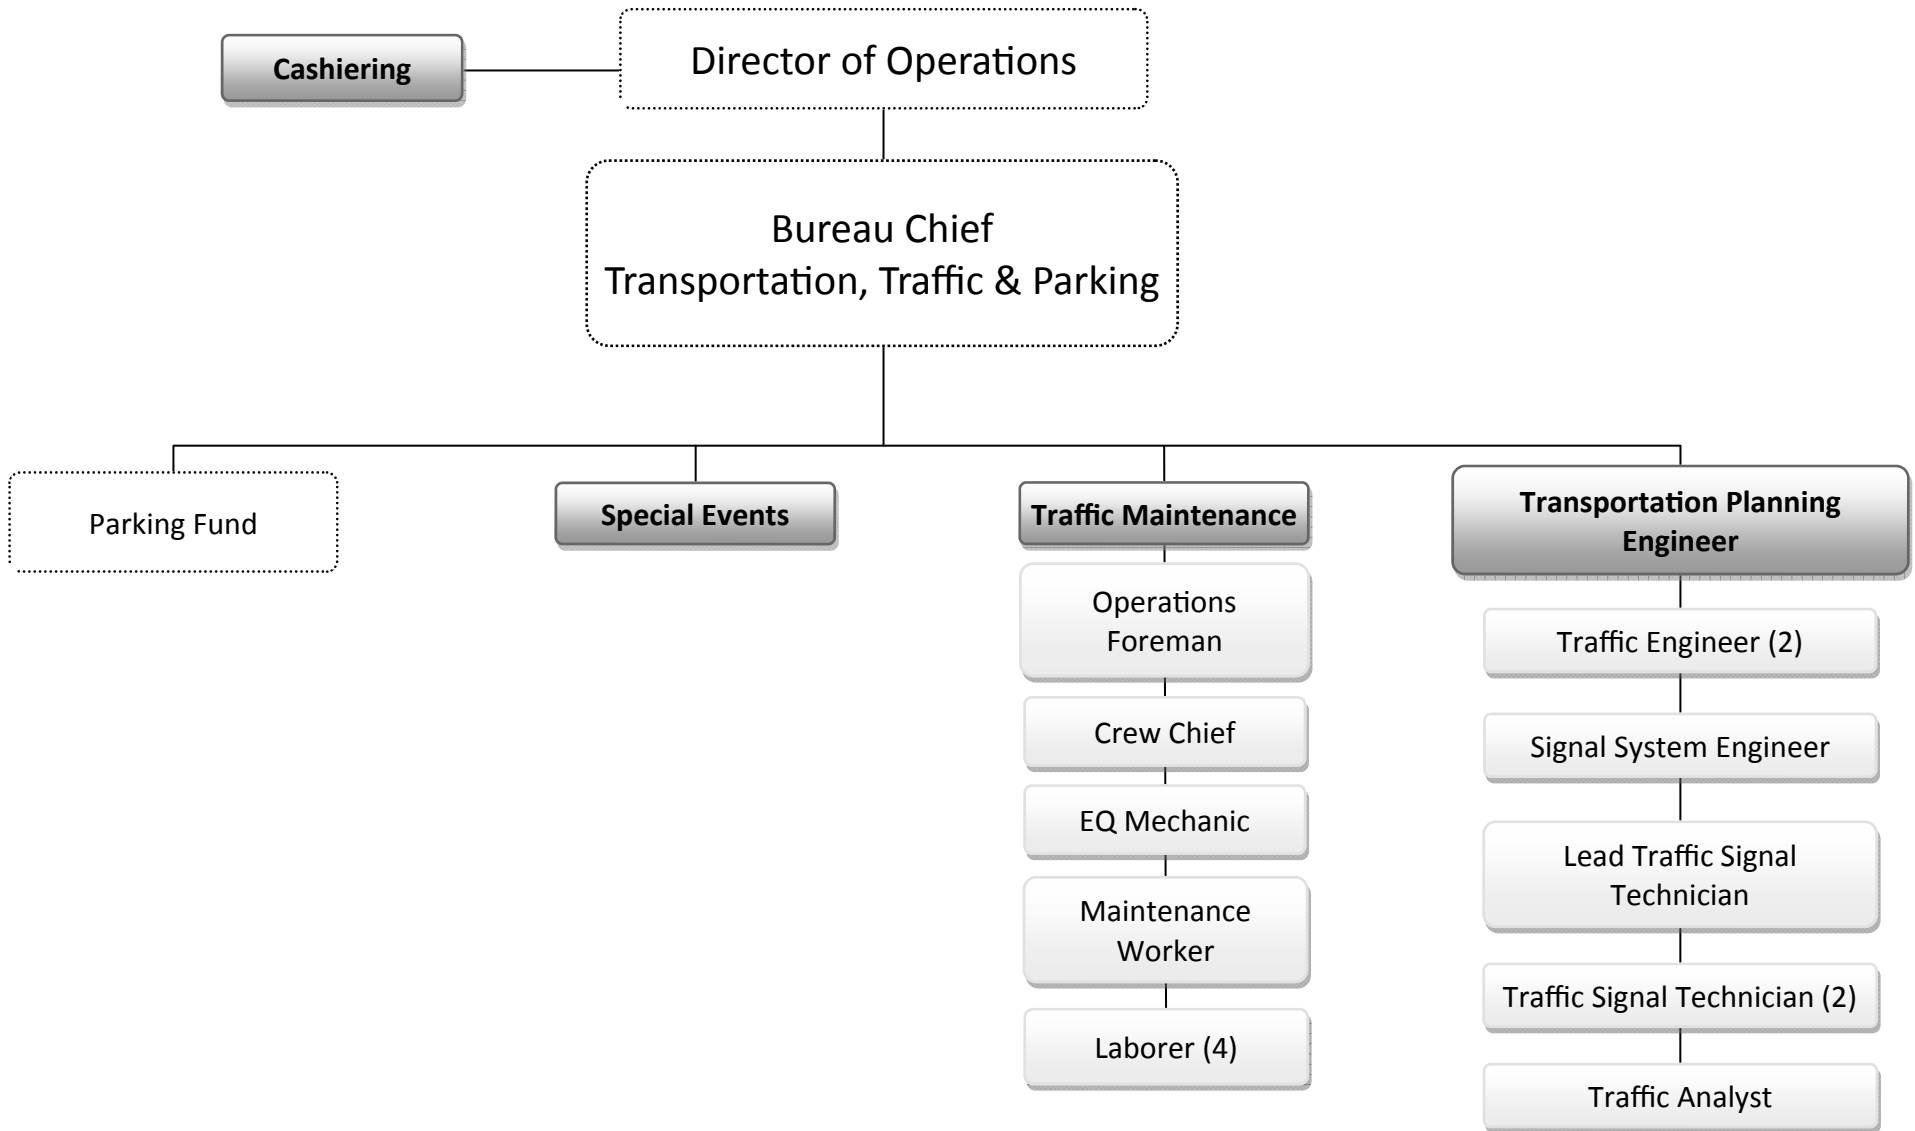 Cashiering
Director of Operations
Bureau Chief
Transportation, Traffic & Parking
Parking Fund
Special Events
Traffic Maintenance
Operations
Foreman
Crew Chief
EQ Mechanic
Maintenance
Worker
Laborer (4)
Transportation Planning
Engineer
Traffic Engineer (2)
Signal System Engineer
Lead Traffic Signal
Technician
Traffic Signal Technician (2)
Traffic Analyst